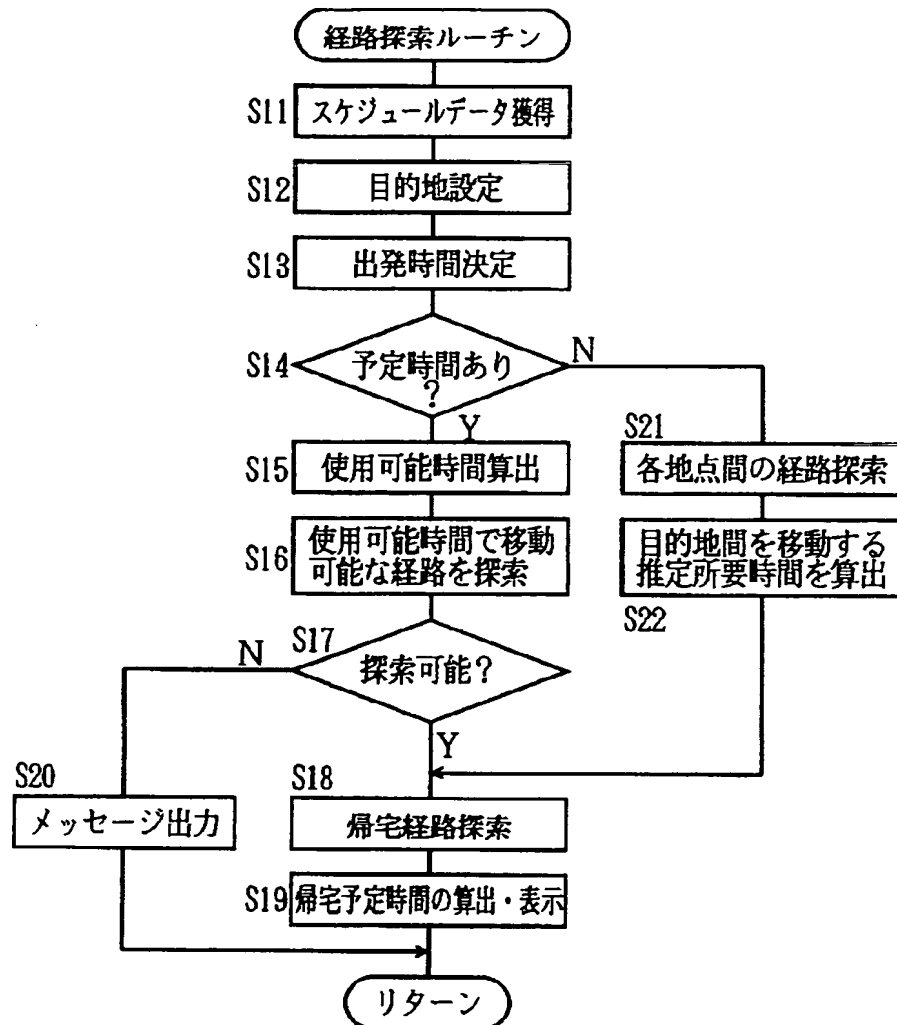 経路探索ルーチン
S11
スケジュールデータ獲得
S12
目的地設定
S13
出発時間決定
S14
予定時間あり
?
N
Y
S15
使用可能時間算出
S16
使用可能時間で移動
可能な経路を探索
S21
各地点間の経路探索
目的地間を移動する
推定所要時間を算出
S22
S17
探索可能?
N
Y
S20
メッセージ出力
S18
帰宅経路探索
S19
帰宅予定時間の算出・表示
リターン